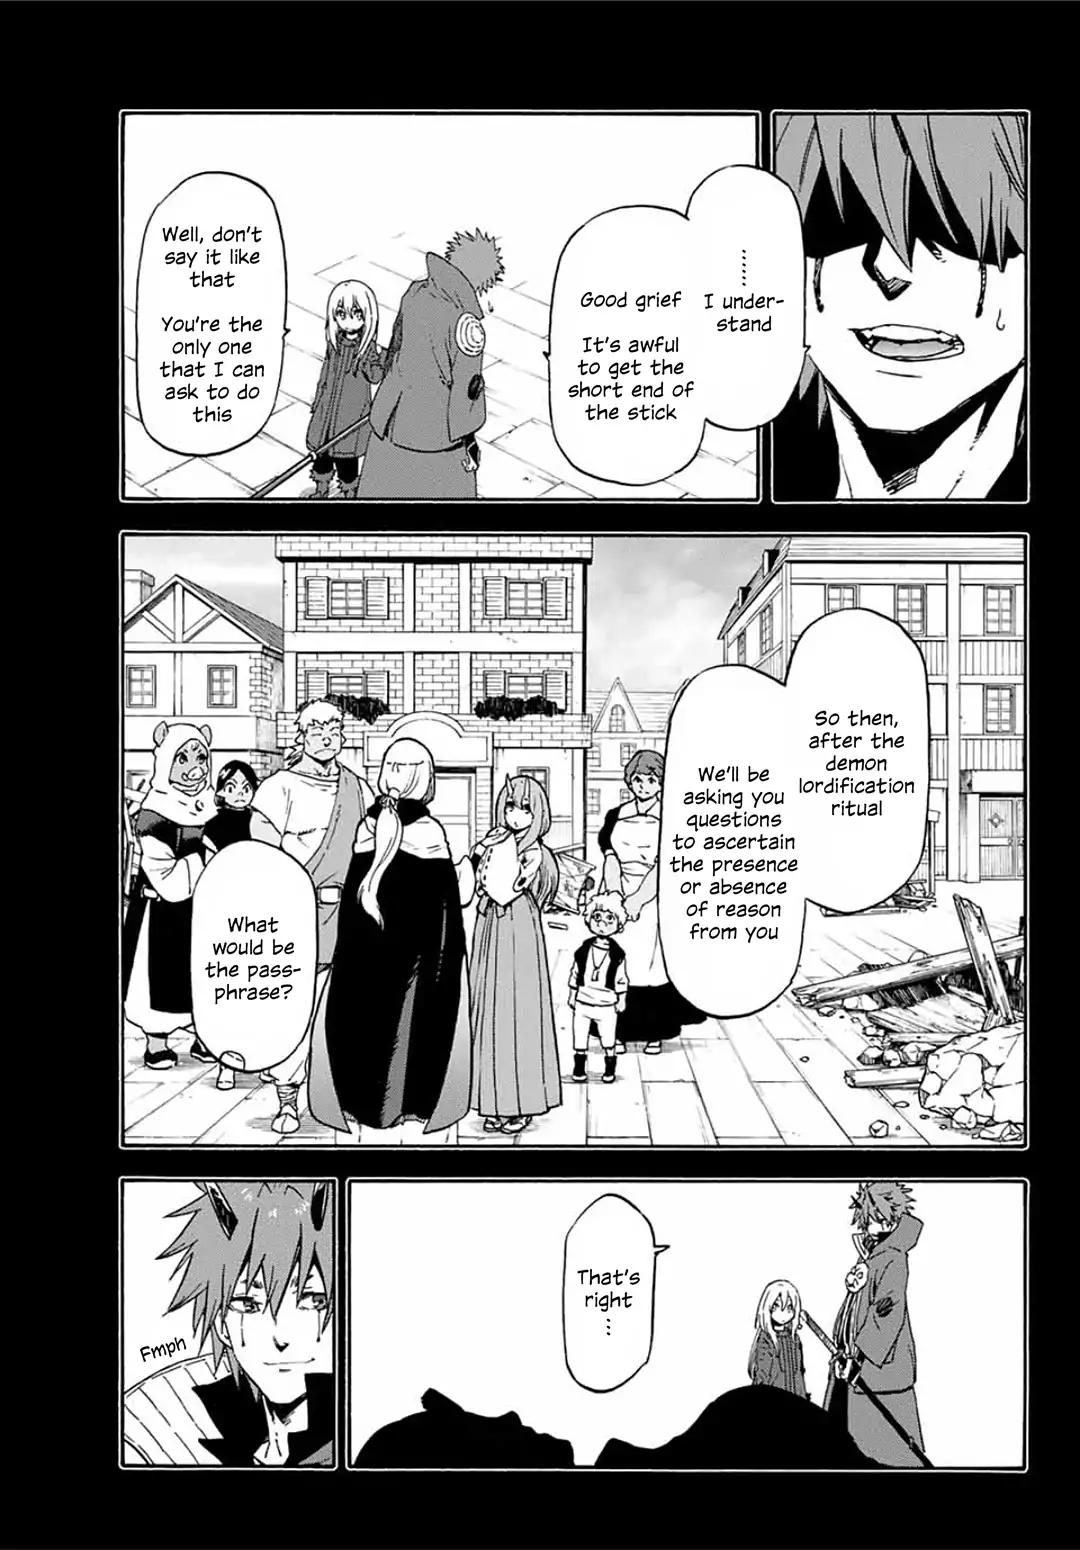 ......
I under-
stand
Good grief
It's awful
to get the
short end of
the stick
Well, don't
say it like
that
You're the
only one
that I can
ask to do
this
So then,
after the
demon
lordification
ritual
We'll be
asking you
questions
to ascertain
the presence
or absence
of reason
from you
What
would be
the pass-
phrase?
That's
right
...
Fmph